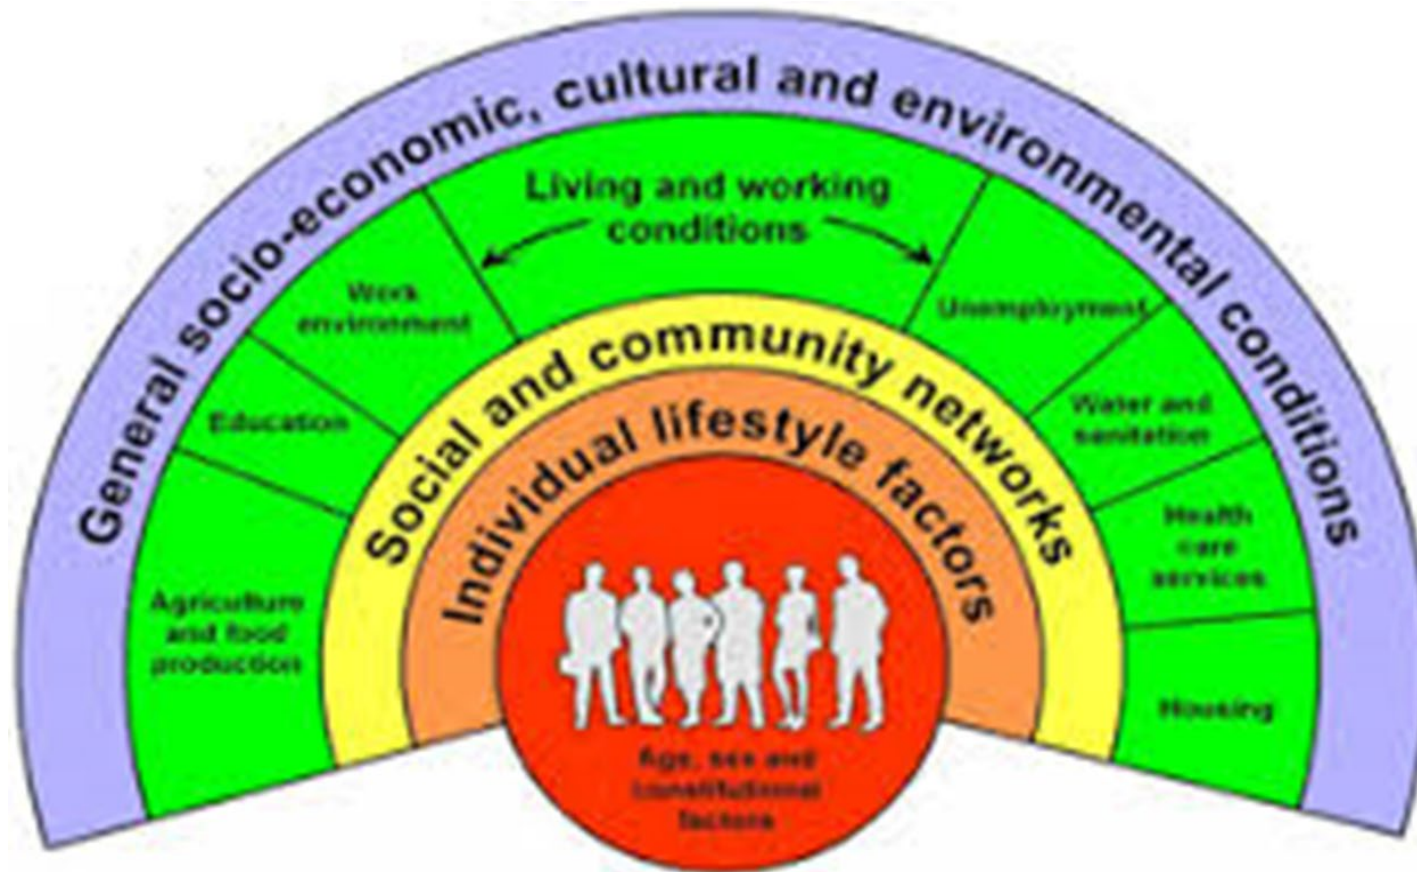 General socio-economic, cultural and environmental conditions
Living and working
conditions
Work
environment
Unemployment
Education
Water and
sanitation
Health
care
services
Agriculture
and food
production
Housing
Social and community networks
Individual lifestyle factors
Age, sex and
constitutional
factors